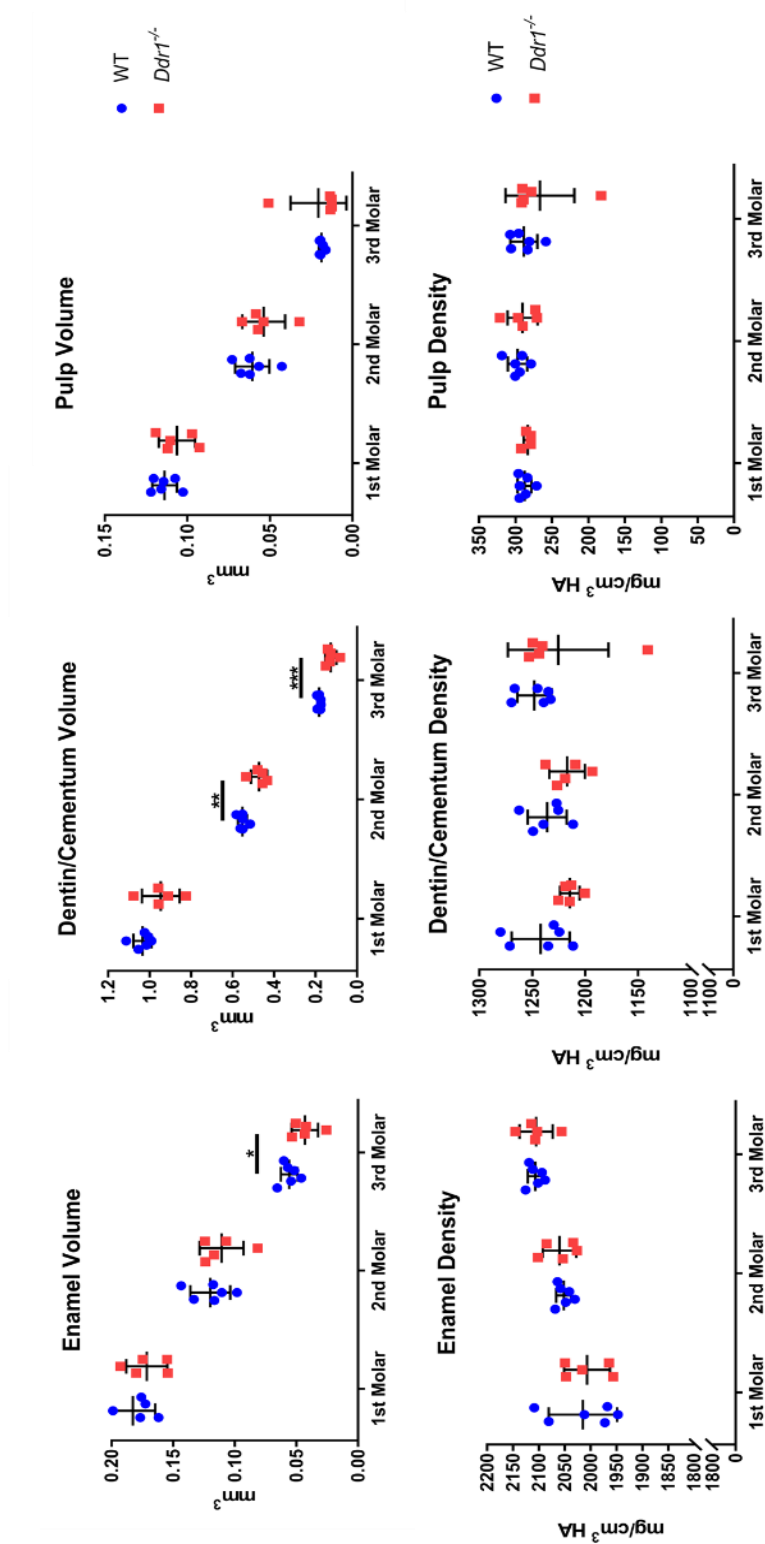 Enamel Volume
mm3
0.20
0.15
0.10
0.05
0.00
*
1st Molar
2nd Molar
3rd Molar
Dentin/Cementum Volume
mm3
1.2
1.0
0.8
0.6
0.4
0.2
0.0
**
***
1st Molar
2nd Molar
3rd Molar
Pulp Volume
mm3
0.15
0.10
0.05
0.00
1st Molar
2nd Molar
3rd Molar
WT
Ddr1-/-
Enamel Density
mg/cm3 HA
2200
2150
2100
2050
2000
1950
1900
1850
1800
1800
0
1st Molar
2nd Molar
3rd Molar
Dentin/Cementum Density
mg/cm3 HA
1300
1250
1200
1150
1100
1100
0
1st Molar
2nd Molar
3rd Molar
Pulp Density
mg/cm3 HA
350
300
250
200
150
100
50
0
1st Molar
2nd Molar
3rd Molar
WT
Ddr1-/-